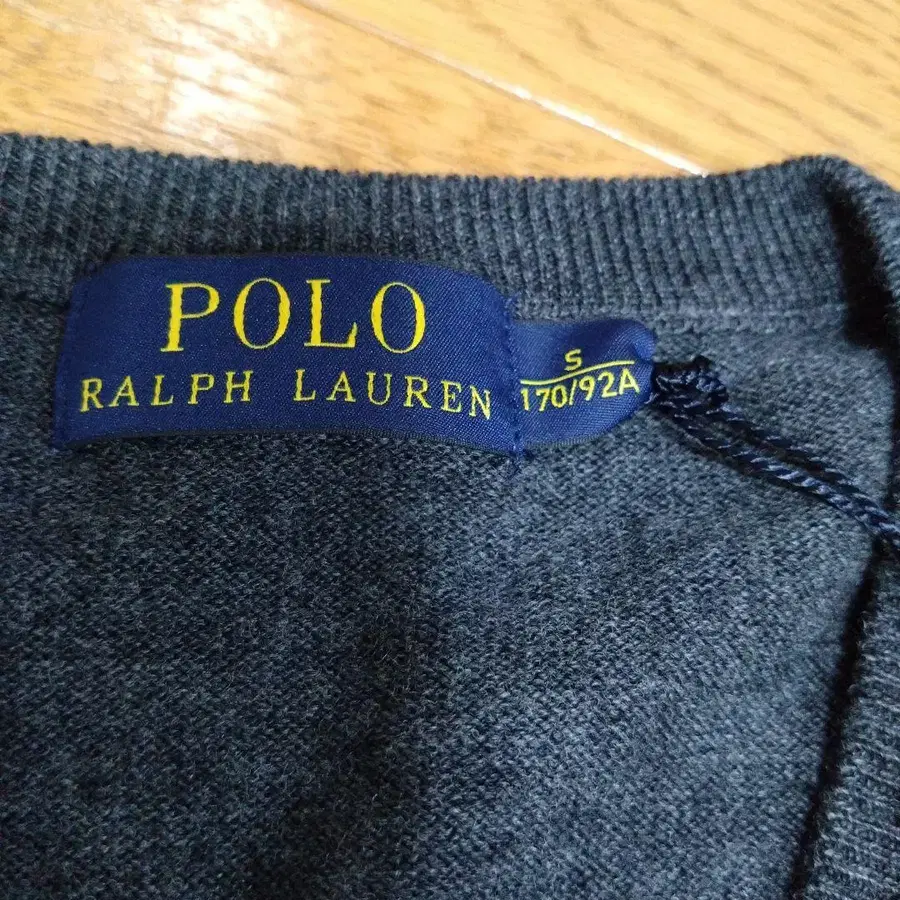 POLO
RALPH LAUREN
S
170/92A